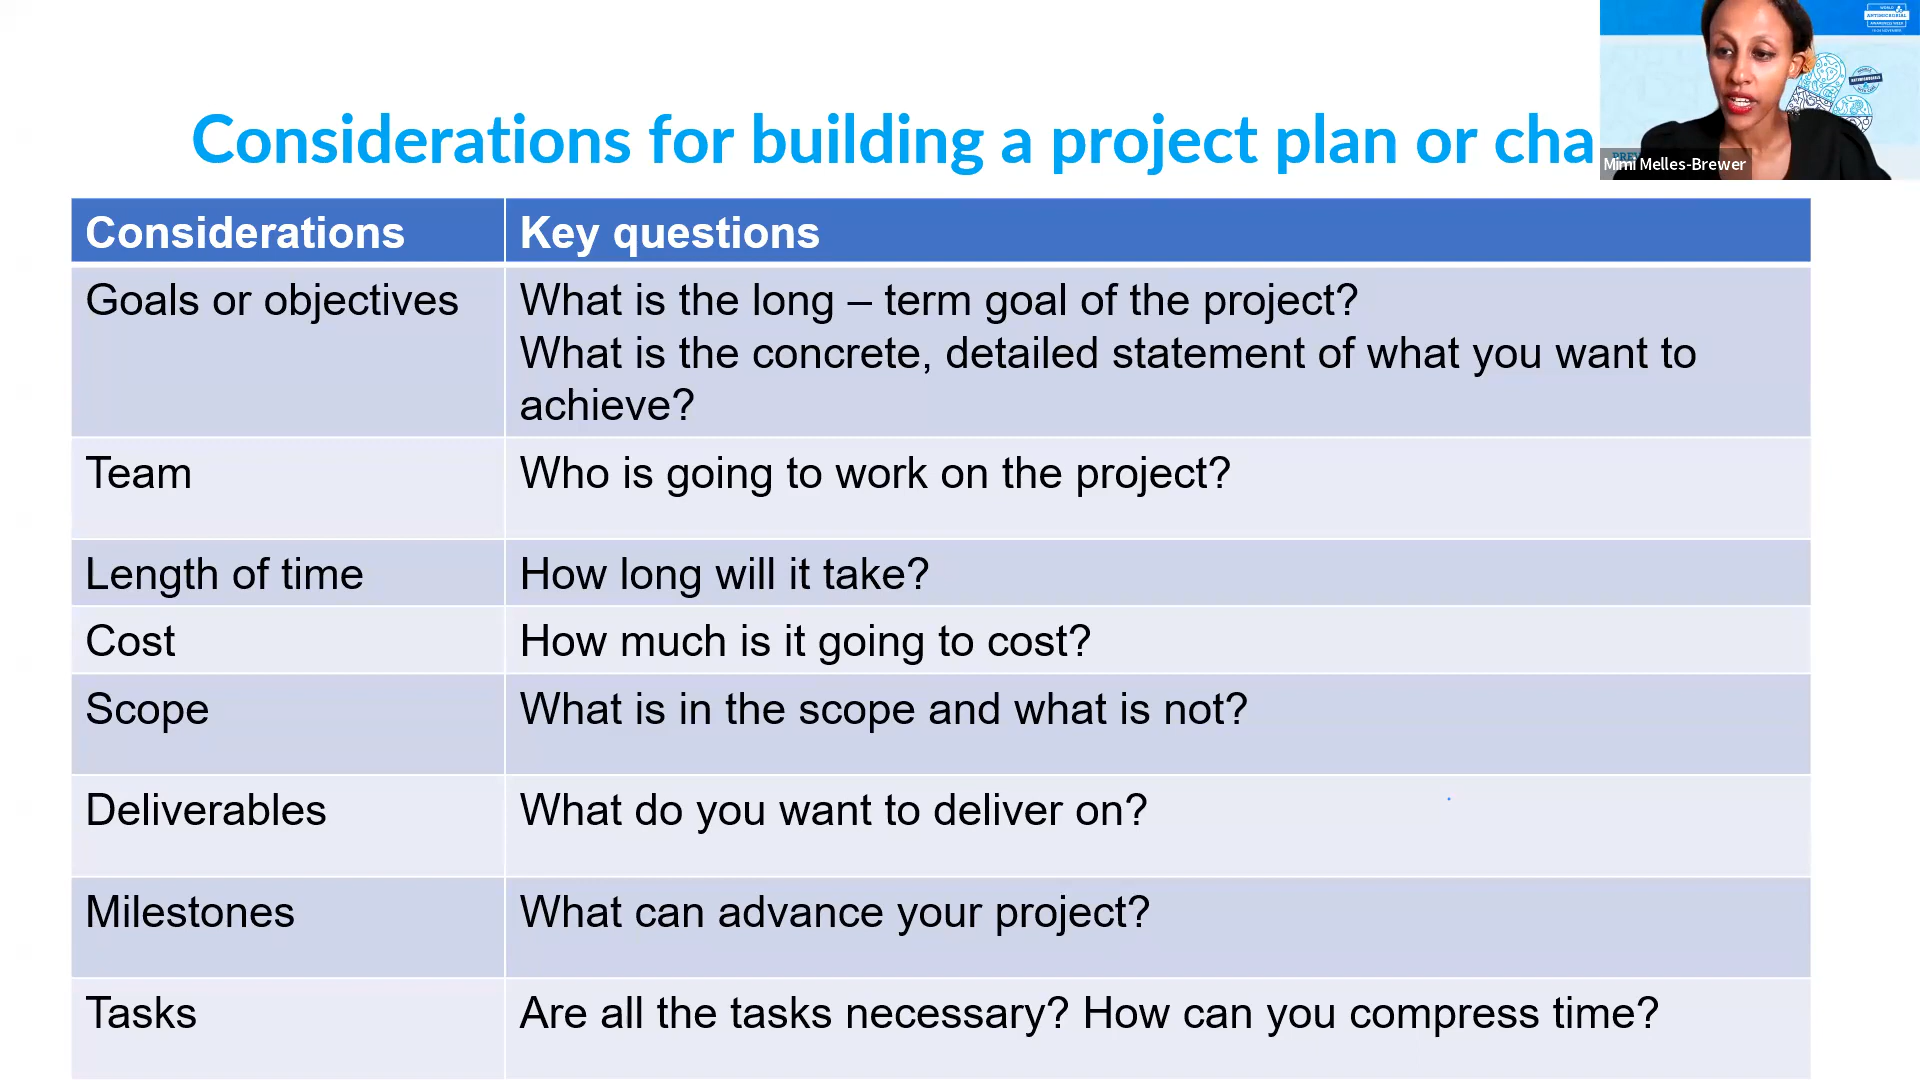 WORLD
ANTIMICROBIAL
AWARENESS WEEK
Considerations for building a project plan or cha
Mimi Melles-Brewer
Considerations Key questions
Goals or objectives What is the long – term goal of the project?
What is the concrete, detailed statement of what you want to
achieve?
Team Who is going to work on the project?
Length of time How long will it take?
Cost How much is it going to cost?
Scope What is in the scope and what is not?
Deliverables What do you want to deliver on?
Milestones What can advance your project?
Tasks Are all the tasks necessary? How can you compress time?